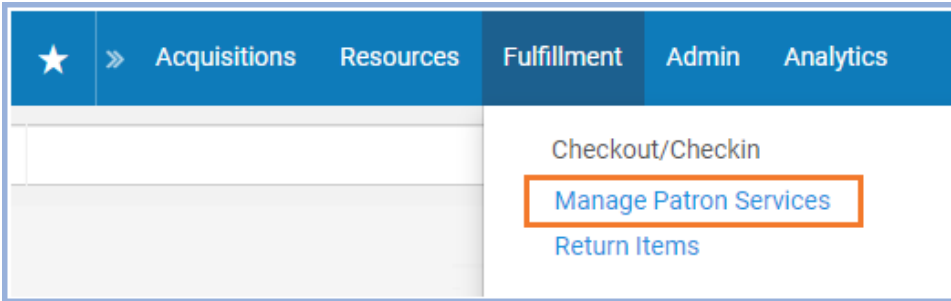 » Acquisitions Resources Fulfillment Admin Analytics
Checkout/Checkin
Manage Patron Services
Return Items